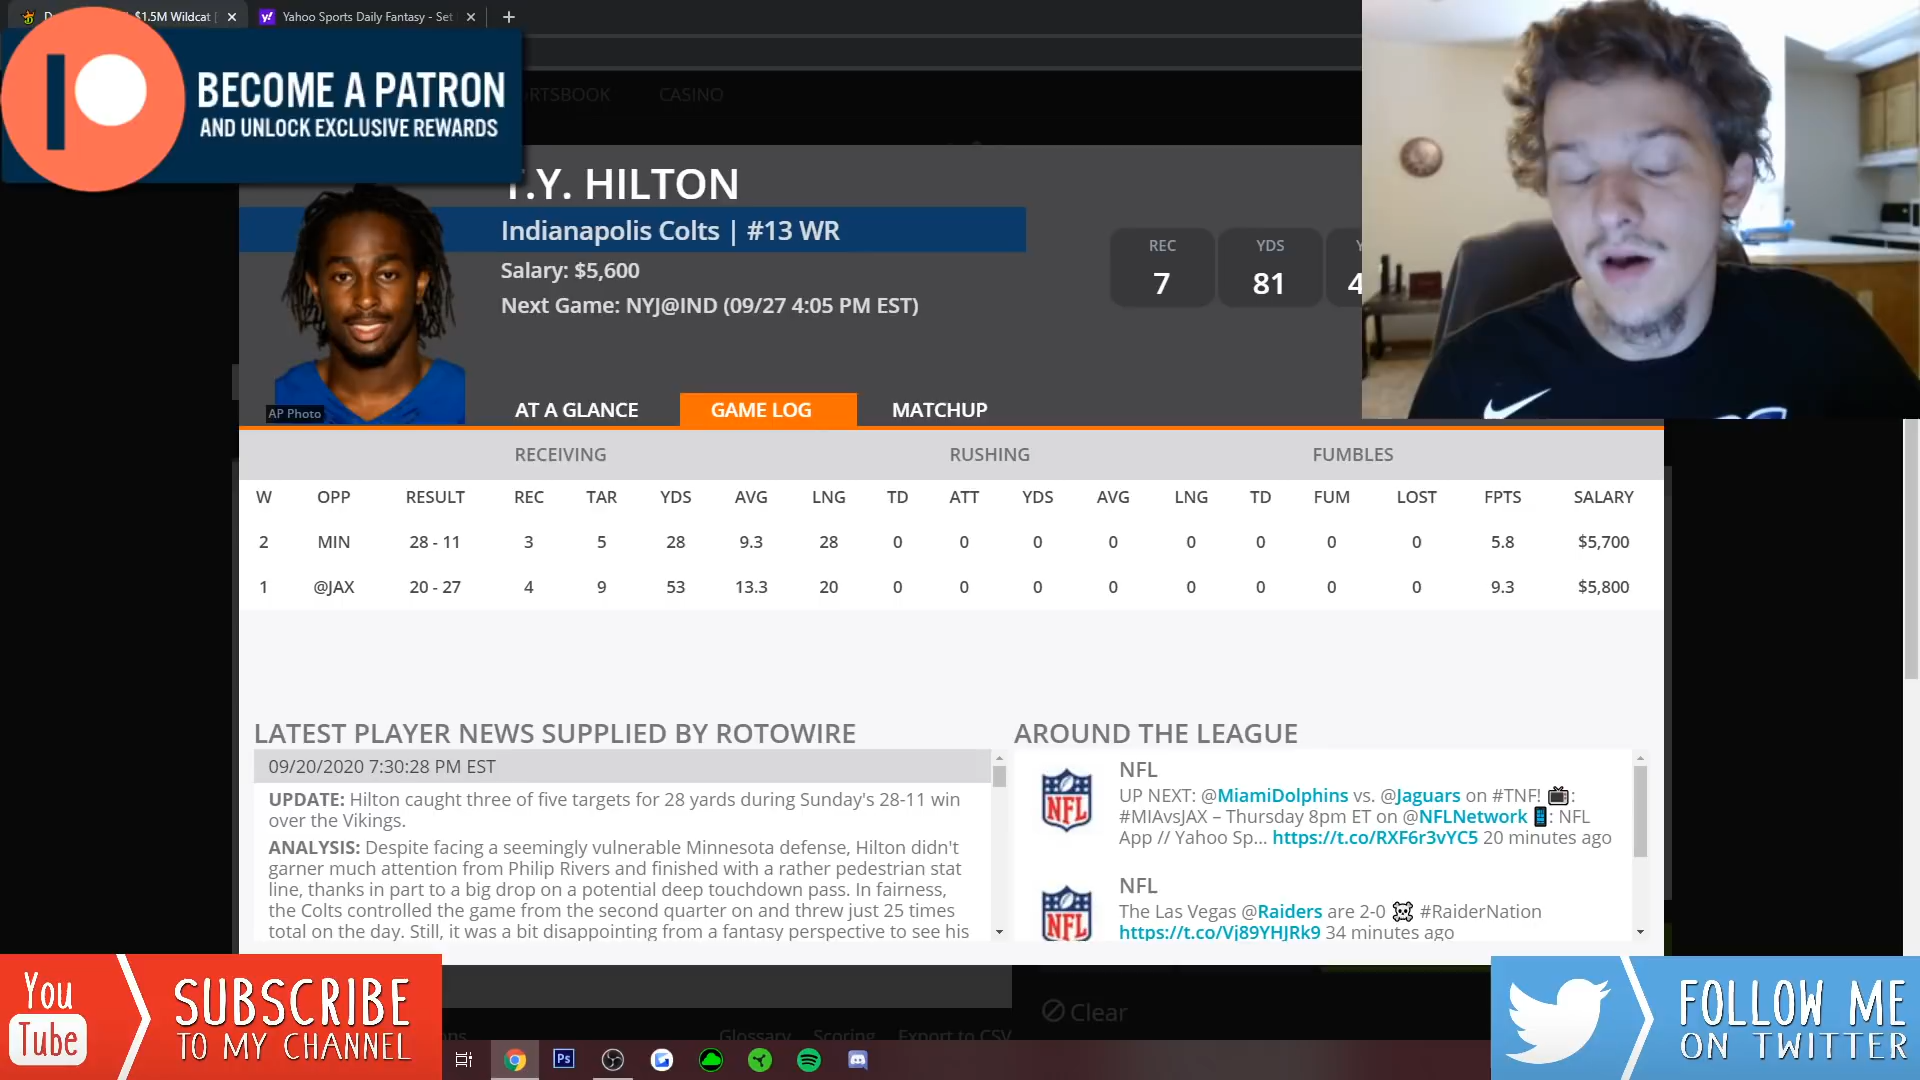 $1.5M Wildcat
Yahoo Sports Daily Fantasy - Set
BECOME A PATRON
AND UNLOCK EXCLUSIVE REWARDS
CASINO
T.Y. HILTON
Indianapolis Colts | #13 WR
Salary: $5,600
Next Game: NYJ@IND (09/27 4:05 PM EST)
REC YDS
7 81 4
AP Photo
AT A GLANCE GAME LOG MATCHUP
RECEIVING RUSHING FUMBLES
W OPP RESULT REC TAR YDS AVG LNG TD ATT YDS AVG LNG TD FUM LOST FPTS SALARY
2 MIN 28 - 11 3 5 28 9.3 28 0 0 0 0 0 0 0 0 5.8 $5,700
1 @JAX 20 - 27 4 9 53 13.3 20 0 0 0 0 0 0 0 0 9.3 $5,800
LATEST PLAYER NEWS SUPPLIED BY ROTOWIRE
09/20/2020 7:30:28 PM EST
UPDATE: Hilton caught three of five targets for 28 yards during Sunday's 28-11 win
over the Vikings.
ANALYSIS: Despite facing a seemingly vulnerable Minnesota defense, Hilton didn't
garner much attention from Philip Rivers and finished with a rather pedestrian stat
line, thanks in part to a big drop on a potential deep touchdown pass. In fairness,
the Colts controlled the game from the second quarter on and threw just 25 times
total on the day. Still, it was a bit disappointing from a fantasy perspective to see his
AROUND THE LEAGUE
NFL
UP NEXT: @MiamiDolphins vs. @Jaguars on #TNF! 📺:
#MIAvsJAX – Thursday 8pm ET on @NFLNetwork 📱: NFL
App // Yahoo Sp... https://t.co/RXF6r3vYC5 20 minutes ago
NFL
The Las Vegas @Raiders are 2-0 ☠ #RaiderNation
https://t.co/Vj89YHJRk9 34 minutes ago
Clear
Glossary Scoring Export to CSV
You Tube
SUBSCRIBE
TO MY CHANNEL
FOLLOW ME
ON TWITTER